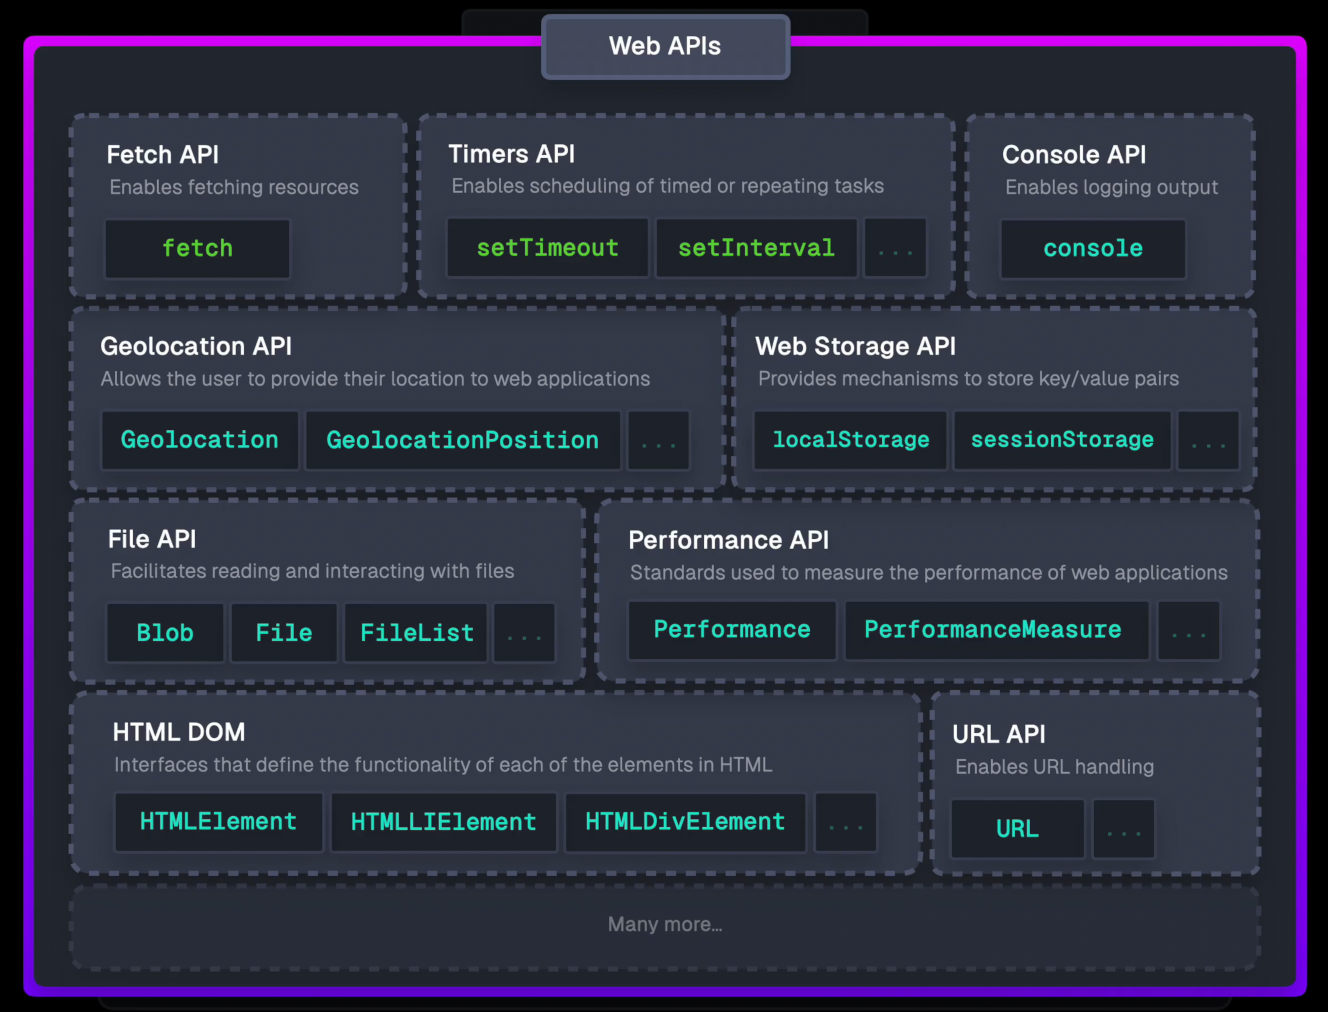 Web APIs
Fetch API
Enables fetching resources
fetch
Timers API
Enables scheduling of timed or repeating tasks
setTimeout setInterval ...
Console API
Enables logging output
console
Geolocation API
Allows the user to provide their location to web applications
Geolocation GeolocationPosition ...
Web Storage API
Provides mechanisms to store key/value pairs
localStorage sessionStorage ...
File API
Facilitates reading and interacting with files
Blob File FileList ...
Performance API
Standards used to measure the performance of web applications
Performance PerformanceMeasure ...
HTML DOM
Interfaces that define the functionality of each of the elements in HTML
HTMLElement HTMLLIElement HTMLDivElement ...
URL API
Enables URL handling
URL ...
Many more...